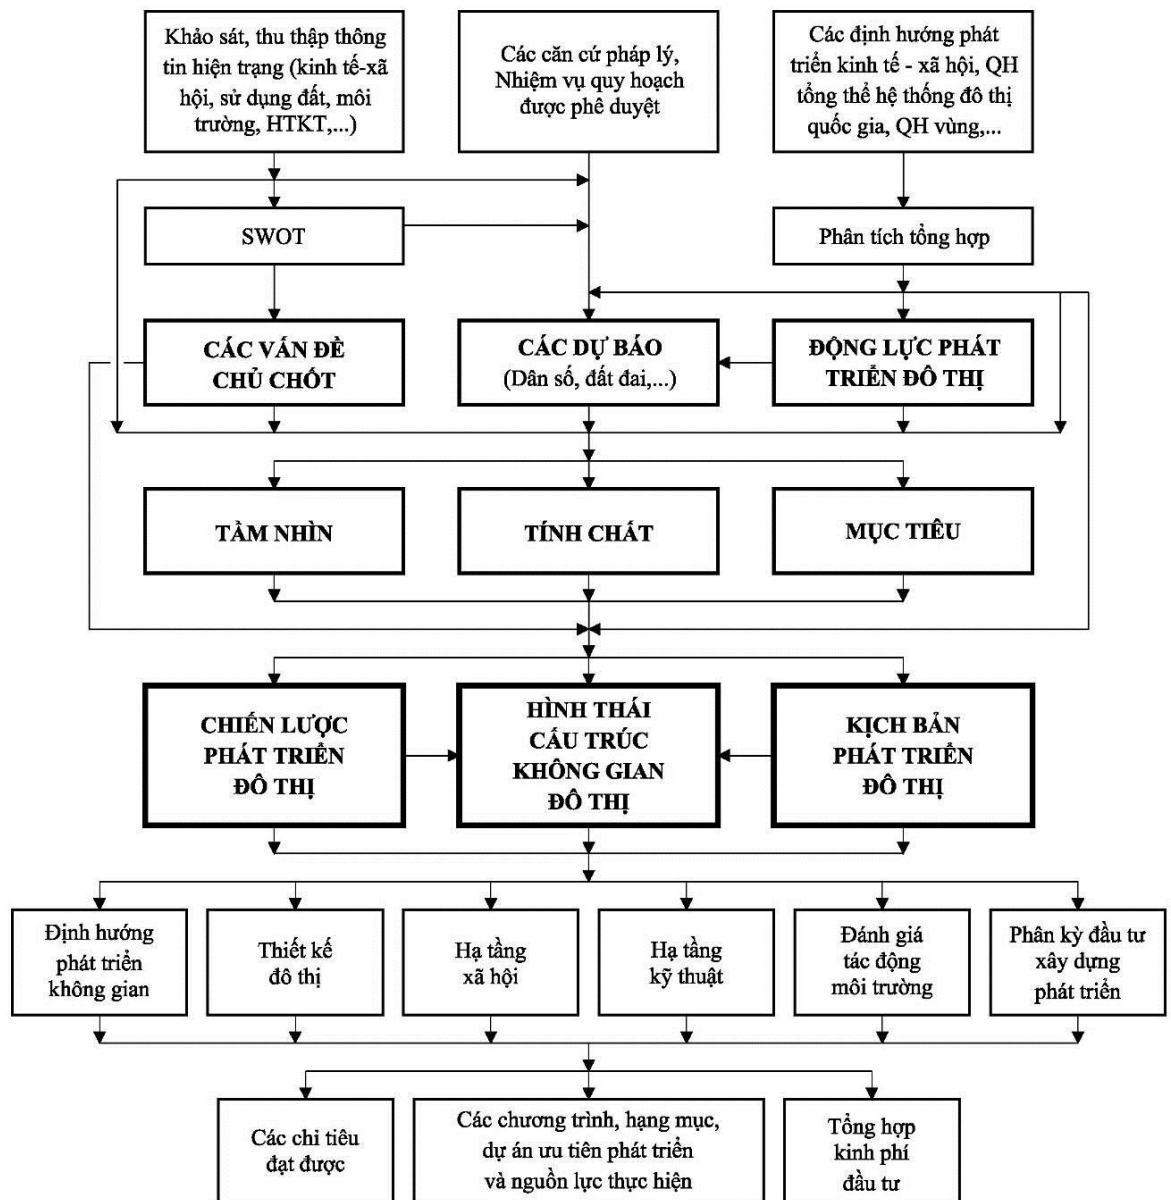 Khảo sát, thu thập thông
tin hiện trạng (kinh tế-xã
hội, sử dụng đất, môi
trường, HTKT,...)
Các căn cứ pháp lý,
Nhiệm vụ quy hoạch
được phê duyệt
Các định hướng phát
triển kinh tế - xã hội, QH
tổng thể hệ thống đô thị
quốc gia, QH vùng,...
SWOT
Phân tích tổng hợp
CÁC VẤN ĐỀ
CHỦ CHỐT
CÁC DỰ BÁO
(Dân số, đất đai,...)
ĐỘNG LỰC PHÁT
TRIỂN ĐÔ THỊ
TẦM NHÌN
TÍNH CHẤT
MỤC TIÊU
CHIẾN LƯỢC
PHÁT TRIỂN
ĐÔ THỊ
HÌNH THÁI
CẤU TRÚC
KHÔNG GIAN
ĐÔ THỊ
KỊCH BẢN
PHÁT TRIỂN
ĐÔ THỊ
Định hướng
phát triển
không gian
Thiết kế
đô thị
Hạ tầng
xã hội
Hạ tầng
kỹ thuật
Đánh giá
tác động
môi trường
Phân kỳ đầu tư
xây dựng
phát triển
Các chỉ tiêu
đạt được
Các chương trình, hạng mục,
dự án ưu tiên phát triển
và nguồn lực thực hiện
Tổng hợp
kinh phí
đầu tư